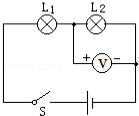 L₁ L₂
+ V -
S